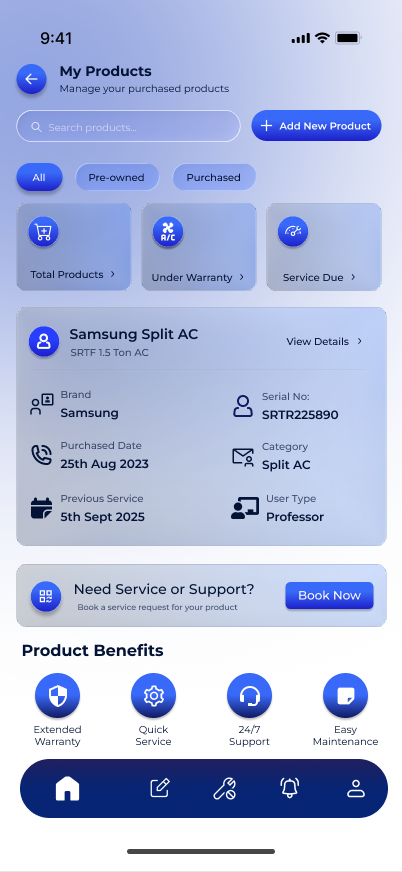 9:41
My Products
Manage your purchased products
Search products...
Add New Product
All
Pre-owned
Purchased
A/C
Total Products
Under Warranty
Service Due
Samsung Split AC
SRTF 1.5 Ton AC
View Details
Brand
Samsung
Serial No:
SRTR225890
Purchased Date
25th Aug 2023
Category
Split AC
Previous Service
5th Sept 2025
User Type
Professor
Need Service or Support?
Book a service request for your product
Book Now
Product Benefits
Extended
Warranty
Quick
Service
24/7
Support
Easy
Maintenance